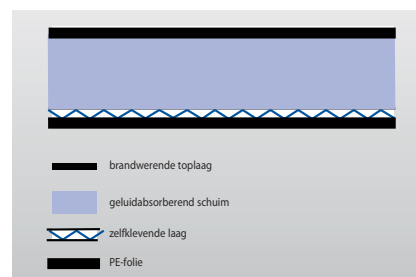 brandwerende toplaag
geluidabsorberend schuim
zelfklevende laag
PE-folie